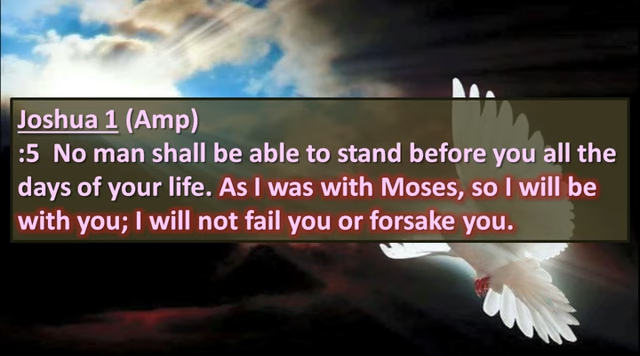 Joshua 1 (Amp)
:5  No man shall be able to stand before you all the
days of your life. As I was with Moses, so I will be
with you; I will not fail you or forsake you.